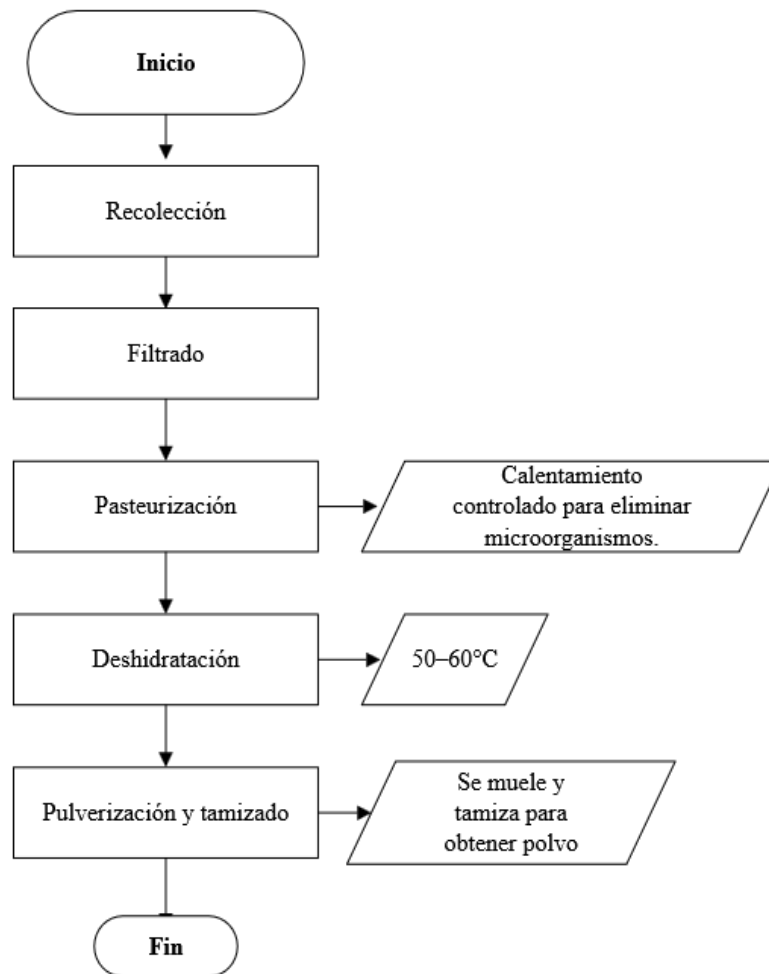 Inicio
Recolección
Filtrado
Pasteurización
Calentamiento
controlado para eliminar
microorganismos.
Deshidratación
50–60°C
Pulverización y tamizado
Se muele y
tamiza para
obtener polvo
Fin